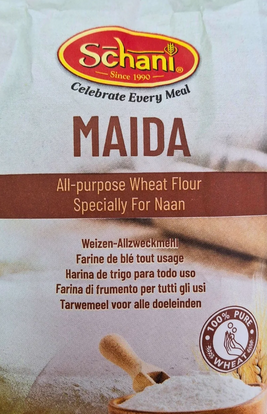 Schani®
Since 1990
Celebrate Every Meal
MAIDA
All-purpose Wheat Flour
Specially For Naan
Weizen-Allzweckmehl
Farine de blé tout usage
Harina de trigo para todo uso
Farina di frumento per tutti gli usi
Tarwemeel voor alle doeleinden
100% PURE
WHEAT